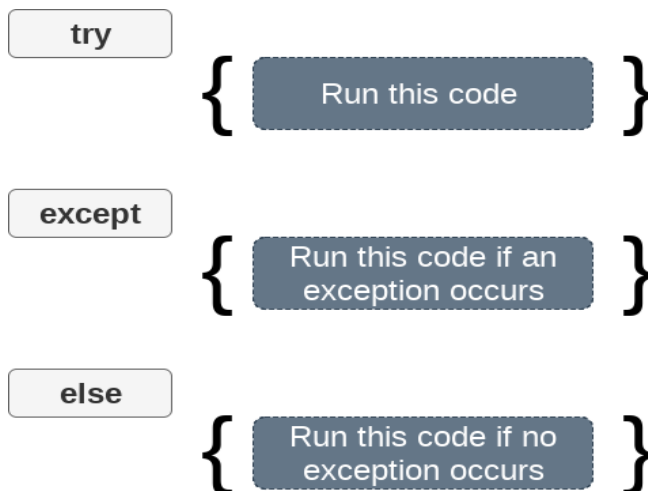 try
{ Run this code }
except
{ Run this code if an
exception occurs }
else
{ Run this code if no
exception occurs }